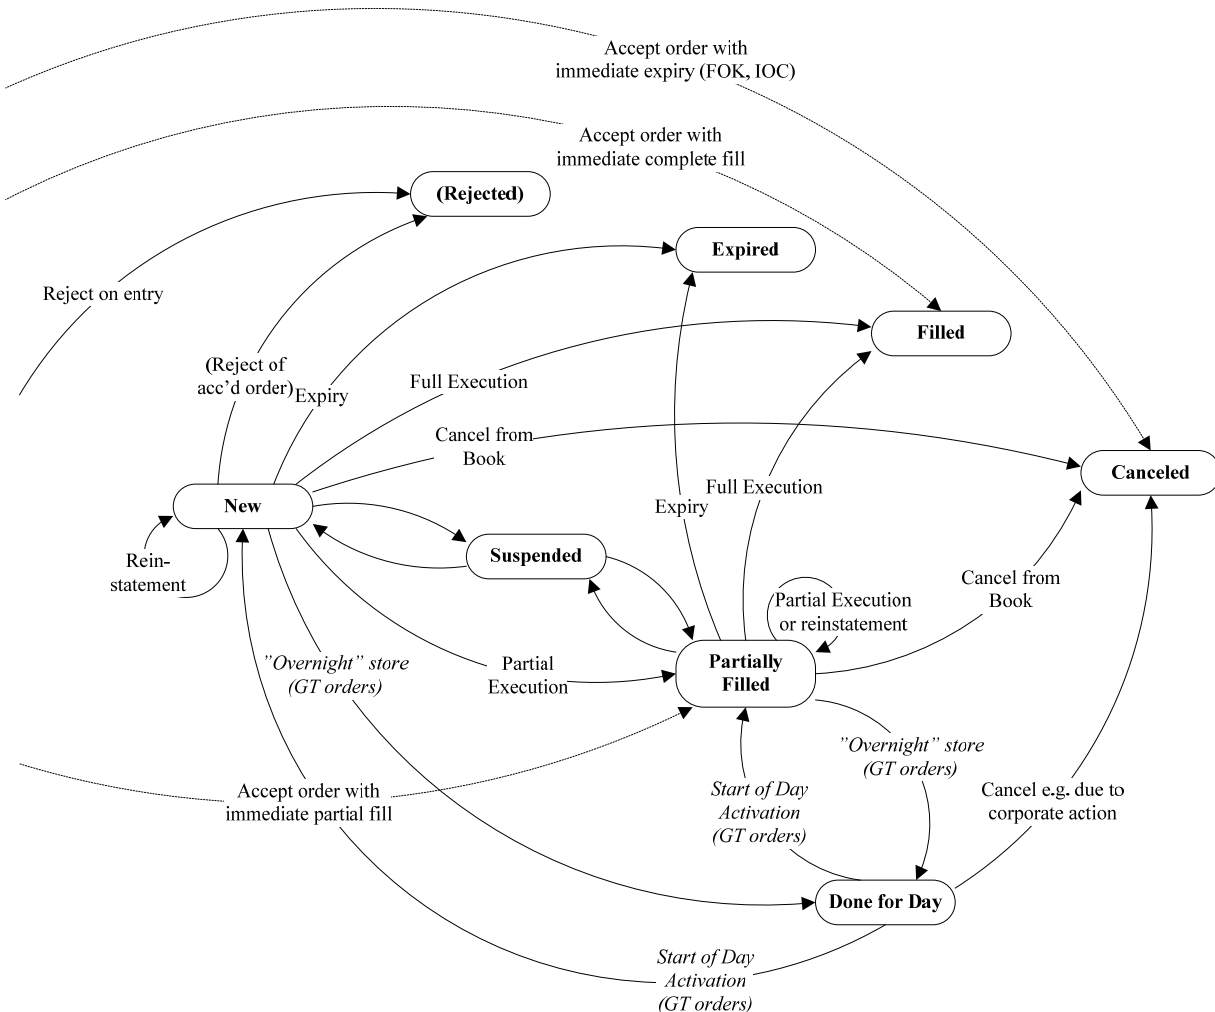 Accept order with
immediate expiry (FOK, IOC)
Accept order with
immediate complete fill
(Rejected)
Expired
Reject on entry
Filled
(Reject of
acc’d order)
Expiry
Full Execution
Cancel from
Book
Canceled
New
Full Execution
Expiry
Suspended
Rein-
statement
Cancel from
Book
Partial Execution
or reinstatement
”Overnight” store
(GT orders)
Partial
Execution
Partially
Filled
”Overnight” store
(GT orders)
Accept order with
immediate partial fill
Start of Day
Activation
(GT orders)
Cancel e.g. due to
corporate action
Done for Day
Start of Day
Activation
(GT orders)